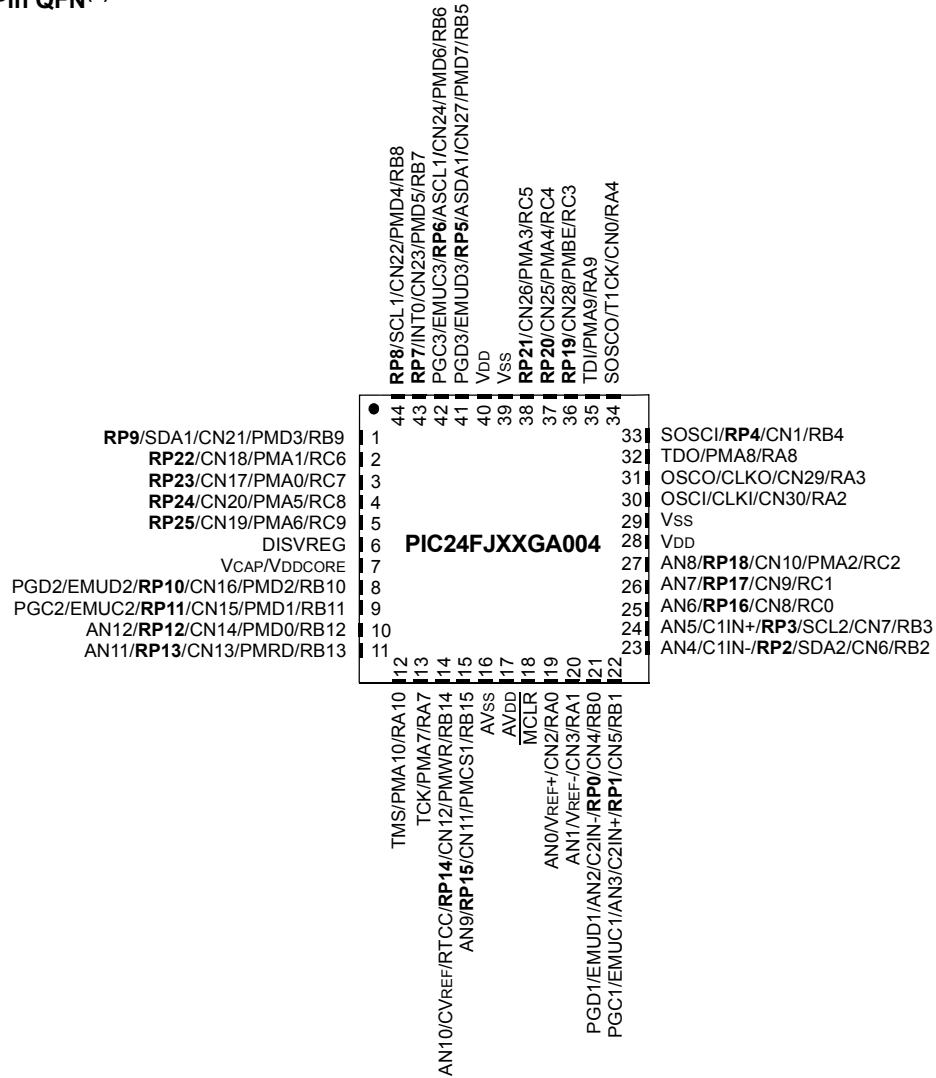 RP8/SCL1/CN22/PMD4/RB8
RP7/INT0/CN23/PMD5/RB7
PGC3/EMUC3/RP6/ASCL1/CN24/PMD6/RB6
PGD3/EMUD3/RP5/ASDA1/CN27/PMD7/RB5
VDD
VSS
RP21/CN26/PMA3/RC5
RP20/CN25/PMA4/RC4
RP19/CN28/PMBE/RC3
TDI/PMA9/RA9
SOSCO/T1CK/CN0/RA4
44 43 42 41 40 39 38 37 36 35 34
RP9/SDA1/CN21/PMD3/RB9 1
RP22/CN18/PMA1/RC6 2
RP23/CN17/PMA0/RC7 3
RP24/CN20/PMA5/RC8 4
RP25/CN19/PMA6/RC9 5
DISVREG 6
VCAP/VDDCORE 7
PGD2/EMUD2/RP10/CN16/PMD2/RB10 8
PGC2/EMUC2/RP11/CN15/PMD1/RB11 9
AN12/RP12/CN14/PMD0/RB12 10
AN11/RP13/CN13/PMRD/RB13 11
PIC24FJXXGA004
33 SOSCI/RP4/CN1/RB4
32 TDO/PMA8/RA8
31 OSCO/CLKO/CN29/RA3
30 OSCI/CLKI/CN30/RA2
29 VSS
28 VDD
27 AN8/RP18/CN10/PMA2/RC2
26 AN7/RP17/CN9/RC1
25 AN6/RP16/CN8/RC0
24 AN5/C1IN+/RP3/SCL2/CN7/RB3
23 AN4/C1IN-/RP2/SDA2/CN6/RB2
12 13 14 15 16 17 18 19 20 21 22
TMS/PMA10/RA10
TCK/PMA7/RA7
AN10/CVREF/RTCC/RP14/CN12/PMWR/RB14
AN9/RP15/CN11/PMCS1/RB15
AVSS
AVDD
MCLR
AN0/VREF+/CN2/RA0
AN1/VREF-/CN3/RA1
PGD1/EMUD1/AN2/C2IN-/RP0/CN4/RB0
PGC1/EMUC1/AN3/C2IN+/RP1/CN5/RB1